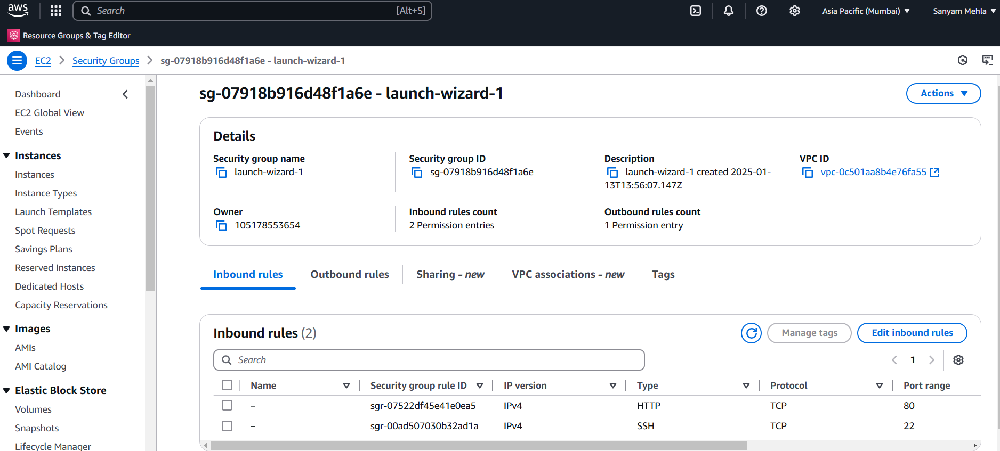 aws
Search [Alt+S] Asia Pacific (Mumbai) Sanyam Mehla
Resource Groups & Tag Editor
EC2 Security Groups sg-07918b916d48f1a6e - launch-wizard-1
Dashboard
EC2 Global View
Events
Instances
Instances
Instance Types
Launch Templates
Spot Requests
Savings Plans
Reserved Instances
Dedicated Hosts
Capacity Reservations
Images
AMIs
AMI Catalog
Elastic Block Store
Volumes
Snapshots
Lifecycle Manager
sg-07918b916d48f1a6e - launch-wizard-1
Actions
Details
Security group name
launch-wizard-1
Security group ID
sg-07918b916d48f1a6e
Description
launch-wizard-1 created 2025-01-
13T13:56:07.147Z
VPC ID
vpc-0c501aa8b4e76fa55
Owner
105178553654
Inbound rules count
2 Permission entries
Outbound rules count
1 Permission entry
Inbound rules Outbound rules Sharing - new VPC associations - new Tags
Inbound rules (2)
Manage tags Edit inbound rules
Search
1
Name Security group rule ID IP version Type Protocol Port range
– sgr-07522df45e41e0ea5 IPv4 HTTP TCP 80
– sgr-00ad507030b32ad1a IPv4 SSH TCP 22